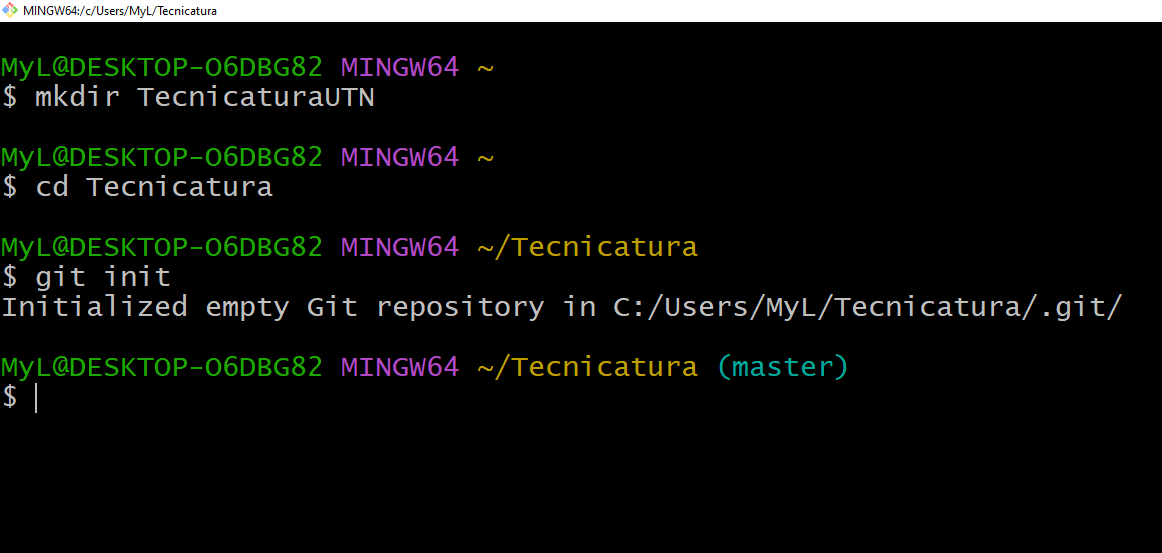 MINGW64:/c/Users/MyL/Tecnicatura
MyL@DESKTOP-O6DBG82 MINGW64 ~
$ mkdir TecnicaturaUTN
MyL@DESKTOP-O6DBG82 MINGW64 ~
$ cd Tecnicatura
MyL@DESKTOP-O6DBG82 MINGW64 ~/Tecnicatura
$ git init
Initialized empty Git repository in C:/Users/MyL/Tecnicatura/.git/
MyL@DESKTOP-O6DBG82 MINGW64 ~/Tecnicatura (master)
$